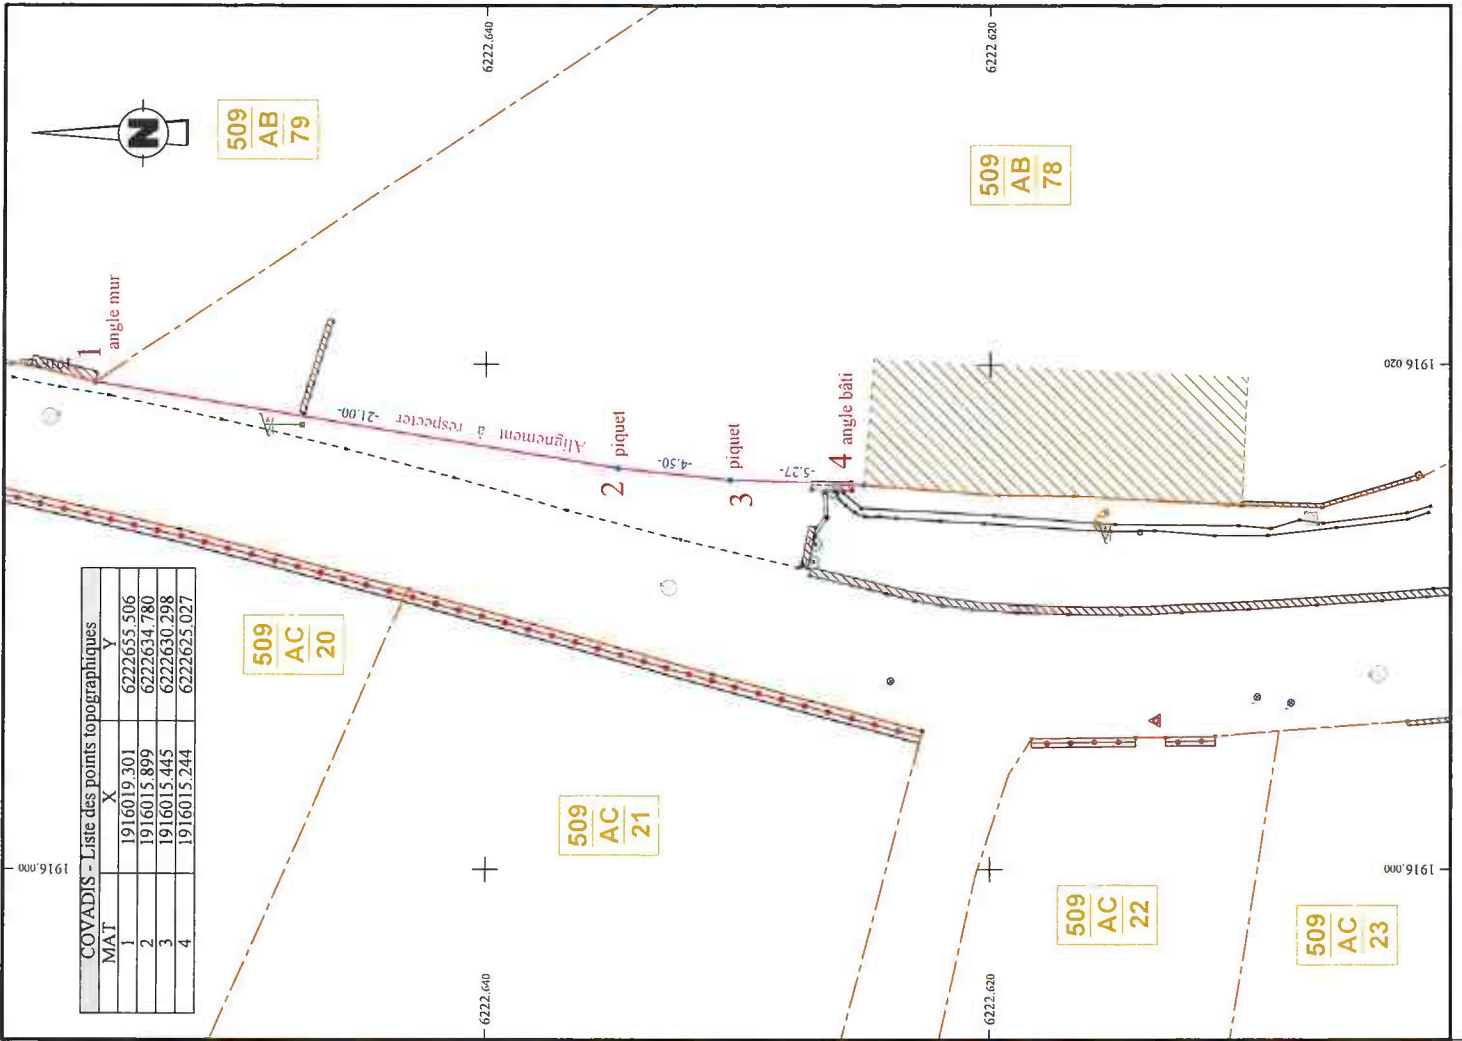 6222.640
6222.620
N
509
AB
79
509
AB
78
1
angle mur
-21.00-
Alignement à respecter
2
piquet
-4.50-
3
piquet
-5.27-
4 angle bâti
1916.020
COVADIS - Liste des points topographiques
MAT X Y
1 1916019.301 6222655.506
2 1916015.899 6222634.780
3 1916015.445 6222630.298
4 1916015.244 6222625.027
509
AC
20
509
AC
21
1916.000
1916.000
509
AC
22
509
AC
23
6222.640
6222.620